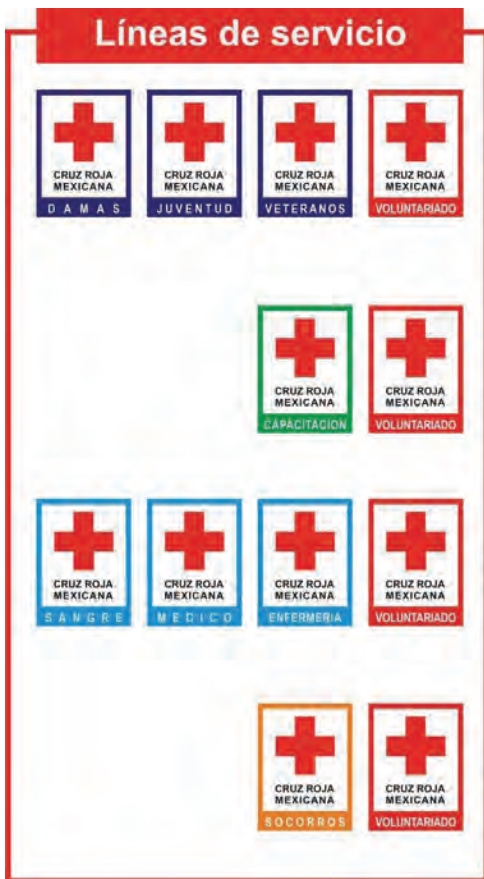 Líneas de servicio
CRUZ ROJA MEXICANA DAMAS
CRUZ ROJA MEXICANA JUVENTUD
CRUZ ROJA MEXICANA VETERANOS
CRUZ ROJA MEXICANA VOLUNTARIADO
CRUZ ROJA MEXICANA CAPACITACION
CRUZ ROJA MEXICANA VOLUNTARIADO
CRUZ ROJA MEXICANA SANGRE
CRUZ ROJA MEXICANA MEDICO
CRUZ ROJA MEXICANA ENFERMERIA
CRUZ ROJA MEXICANA VOLUNTARIADO
CRUZ ROJA MEXICANA SOCORROS
CRUZ ROJA MEXICANA VOLUNTARIADO